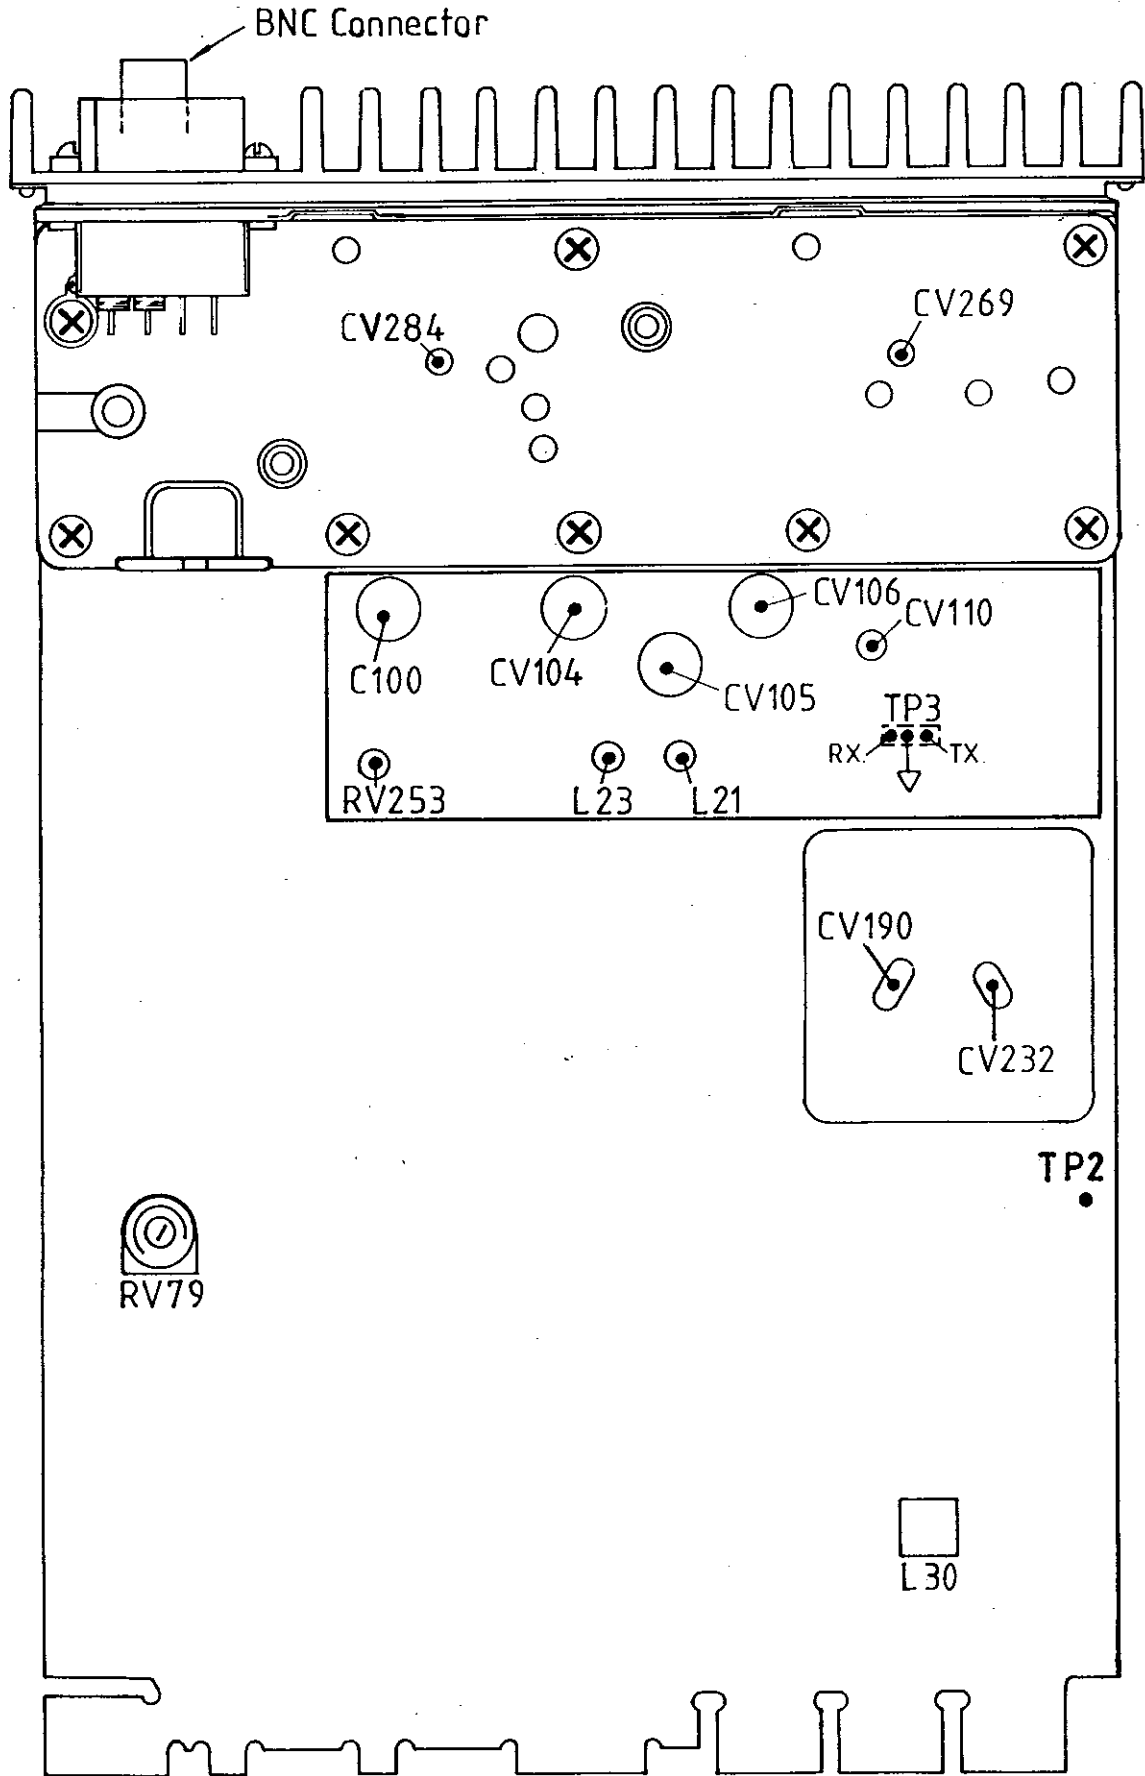 BNC Connector
CV284
CV269
CV106
CV110
C100
CV104
CV105
TP3
RX.
TX.
RV253
L23
L21
CV190
CV232
TP2
RV79
L30